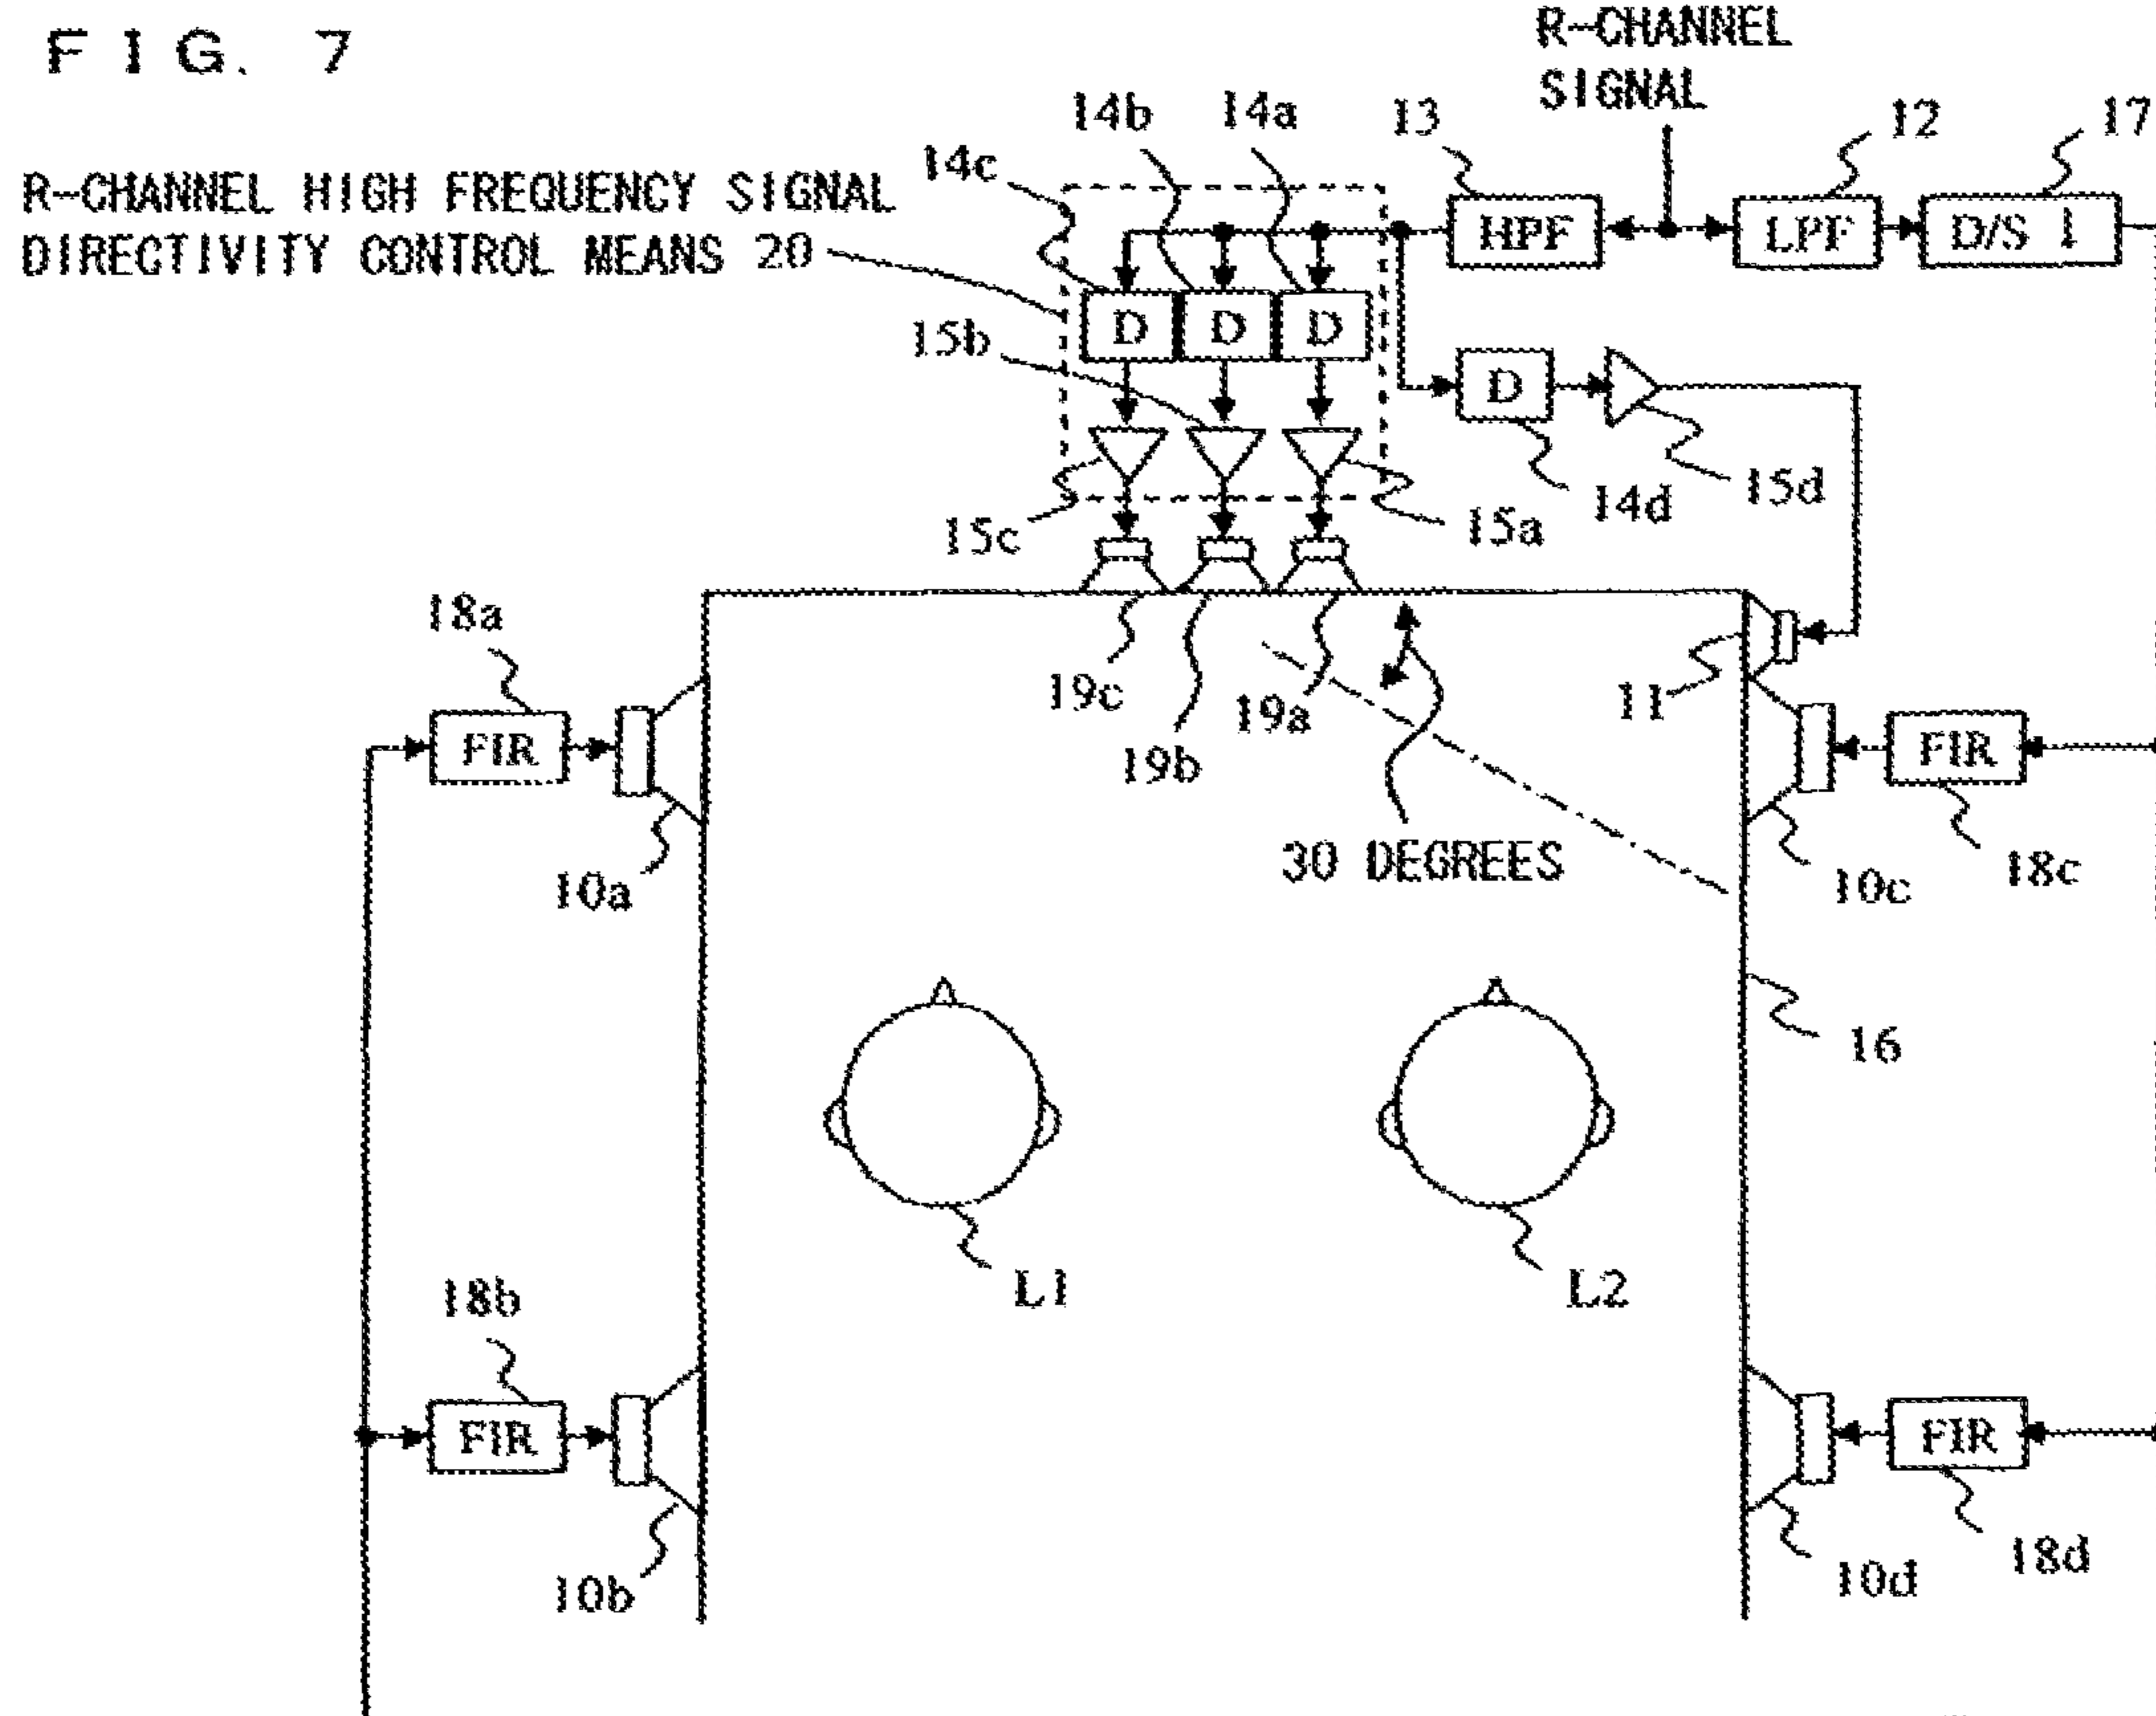 FIG. 7
R-CHANNEL
SIGNAL
14b
14a
13
12
17
14c
R-CHANNEL HIGH FREQUENCY SIGNAL
DIRECTIVITY CONTROL MEANS 20
HPF
LPF
D/S ↓
D
D
D
15b
D
15d
14d
15c
15a
18a
19c
19a
11
19b
FIR
FIR
30 DEGREES
10a
10c
18c
16
L1
L2
18b
FIR
FIR
10b
10d
18d